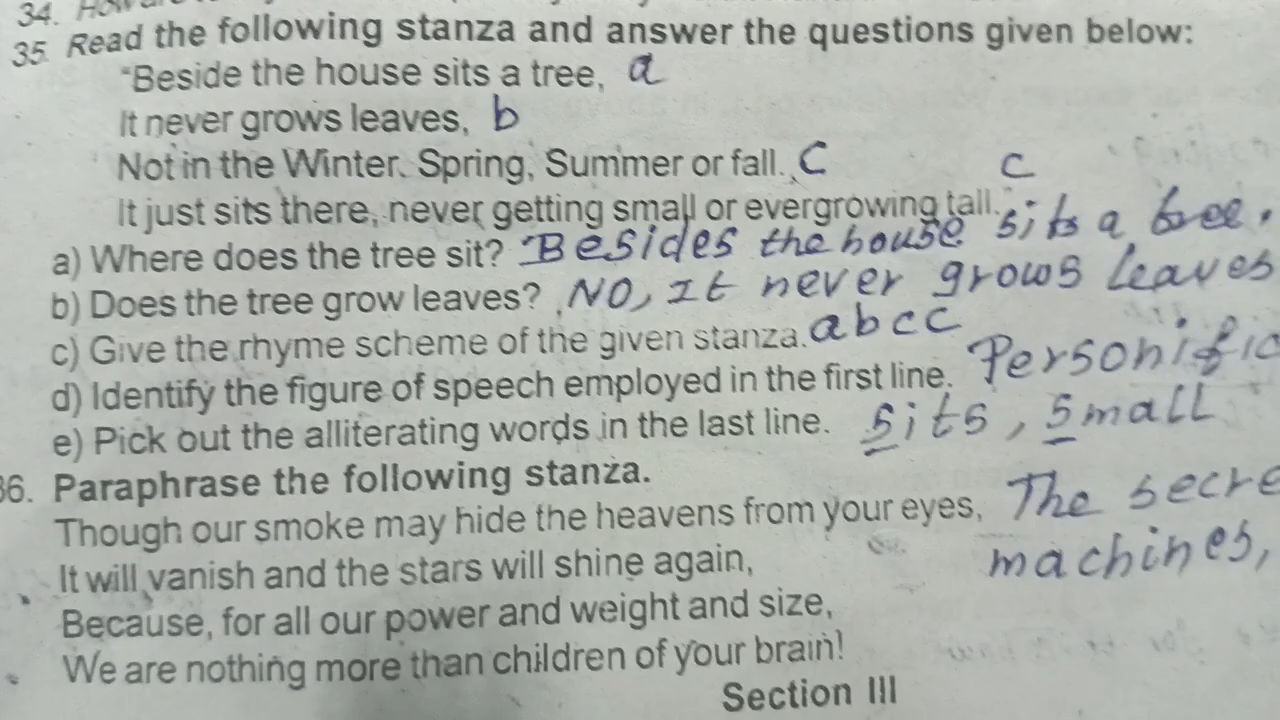 34. How
35. Read the following stanza and answer the questions given below:
"Beside the house sits a tree, a
It never grows leaves, b
Not in the Winter, Spring, Summer or fall. C
It just sits there, never getting small or evergrowing tall." c
a) Where does the tree sit? "Besides the house sits a tree.
b) Does the tree grow leaves? NO, It never grows leaves
c) Give the rhyme scheme of the given stanza. abcc
d) Identify the figure of speech employed in the first line. Personific
e) Pick out the alliterating words in the last line. sits, small
36. Paraphrase the following stanza.
Though our smoke may hide the heavens from your eyes, The secre
It will vanish and the stars will shine again, machines,
Because, for all our power and weight and size,
We are nothing more than children of your brain!
Section III